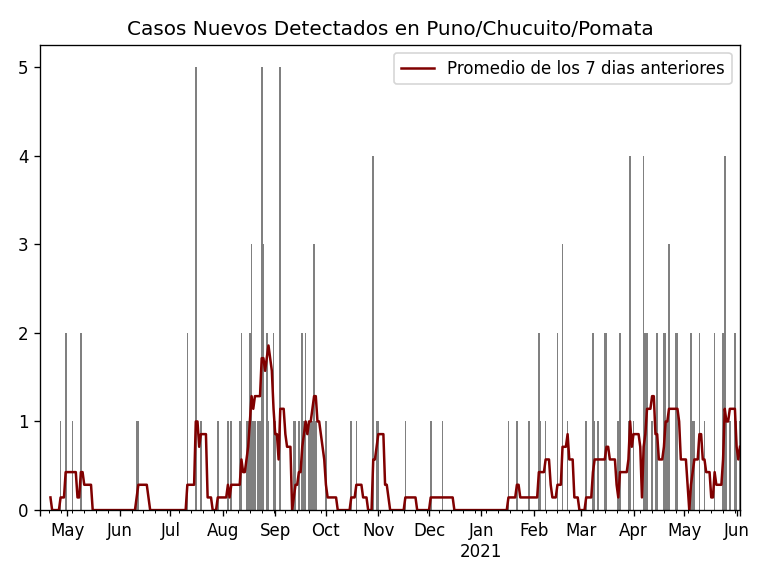 Casos Nuevos Detectados en Puno/Chucuito/Pomata
Promedio de los 7 dias anteriores
5
4
3
2
1
0
May Jun Jul Aug Sep Oct Nov Dec Jan Feb Mar Apr May Jun
2021